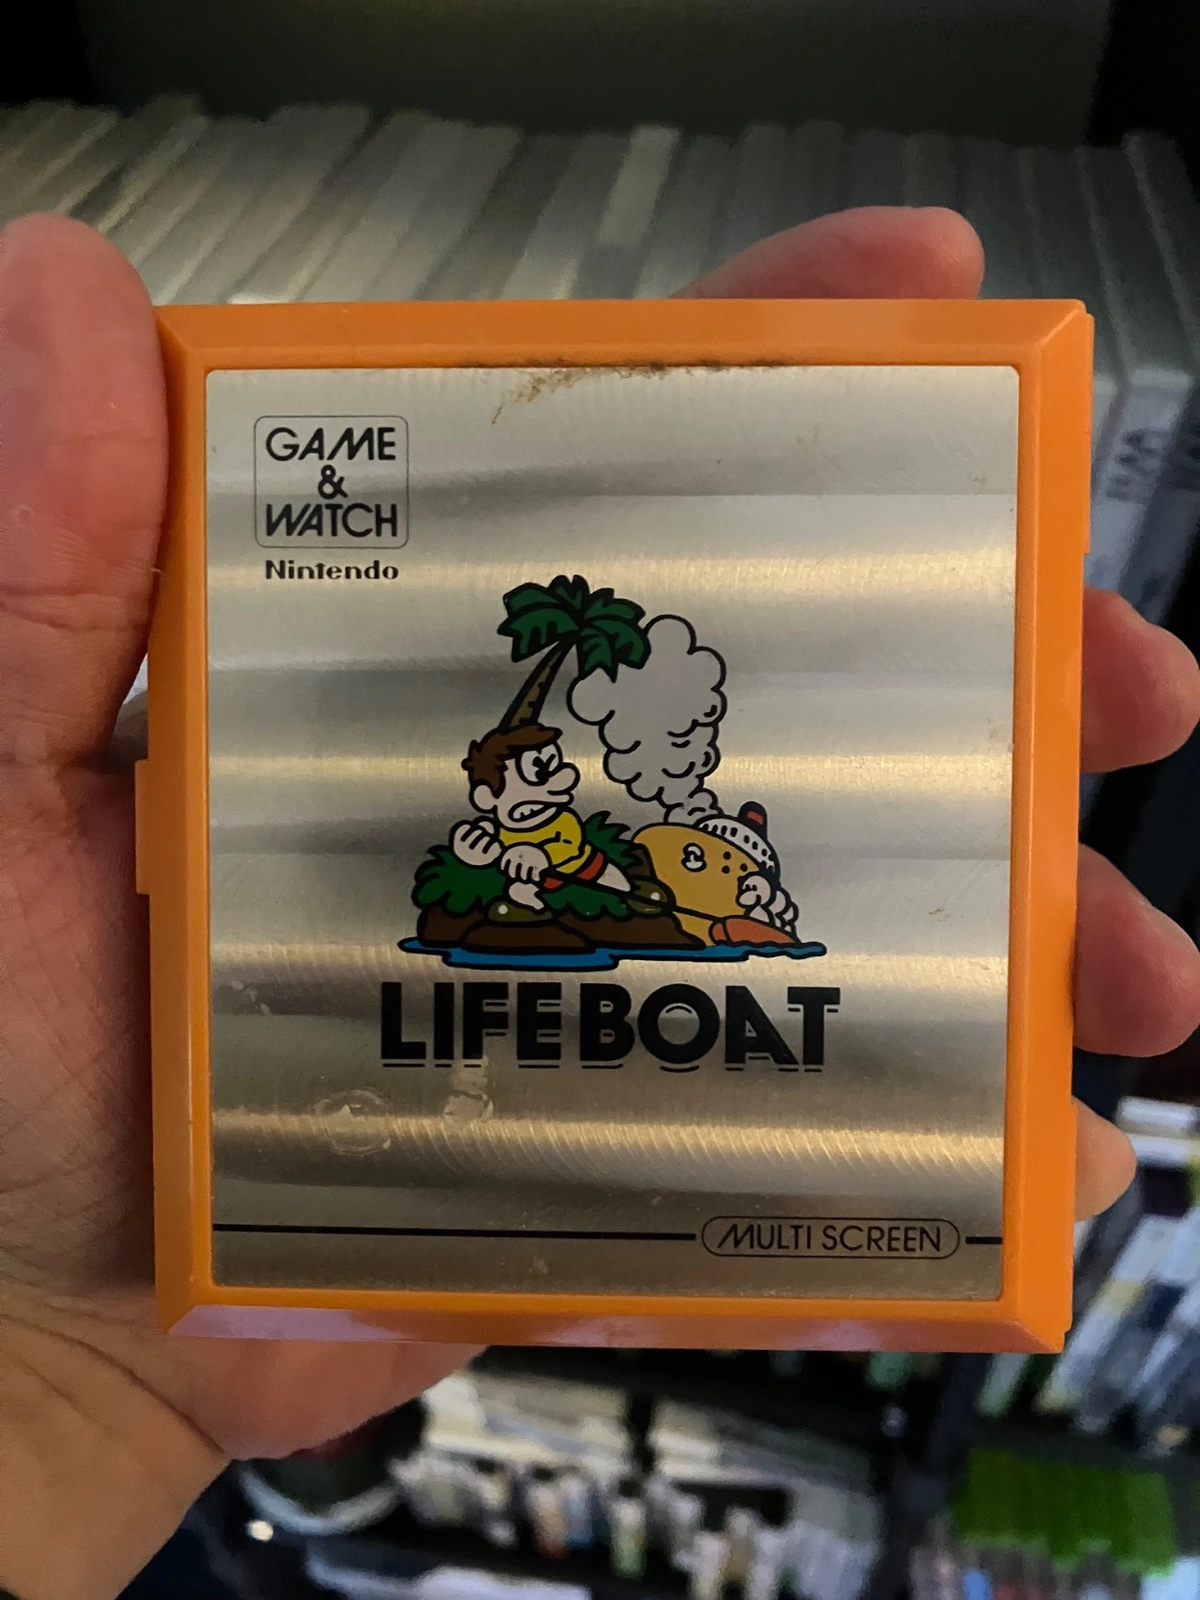 GAME
&
WATCH
Nintendo
LIFEBOAT
MULTI SCREEN